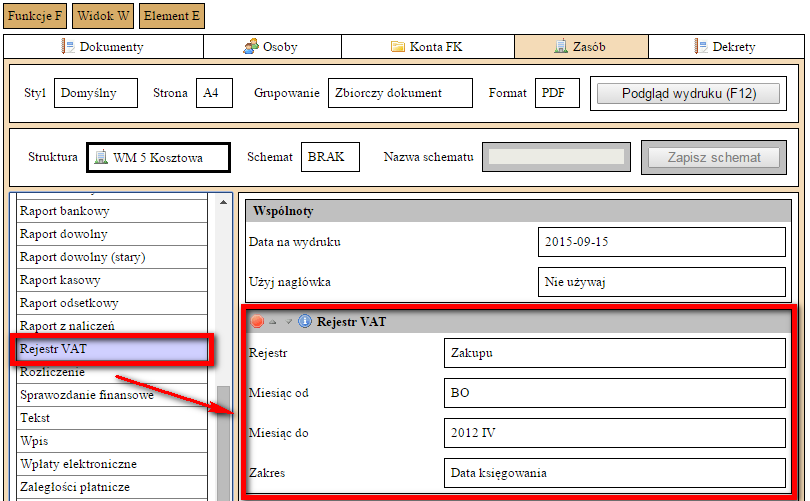 Funkcje F Widok W Element E
Dokumenty Osoby Konta FK Zasób Dekrety
Styl Domyślny Strona A4 Grupowanie Zbiorczy dokument Format PDF Podgląd wydruku (F12)
Struktura WM 5 Kosztowa Schemat BRAK Nazwa schematu Zapisz schemat
Raport bankowy
Raport dowolny
Raport dowolny (stary)
Raport kasowy
Raport odsetkowy
Raport z naliczeń
Rejestr VAT
Rozliczenie
Sprawozdanie finansowe
Tekst
Wpis
Wpłaty elektroniczne
Zaległości płatnicze
Wspólnoty
Data na wydruku 2015-09-15
Użyj nagłówka Nie używaj
Rejestr VAT
Rejestr Zakupu
Miesiąc od BO
Miesiąc do 2012 IV
Zakres Data księgowania